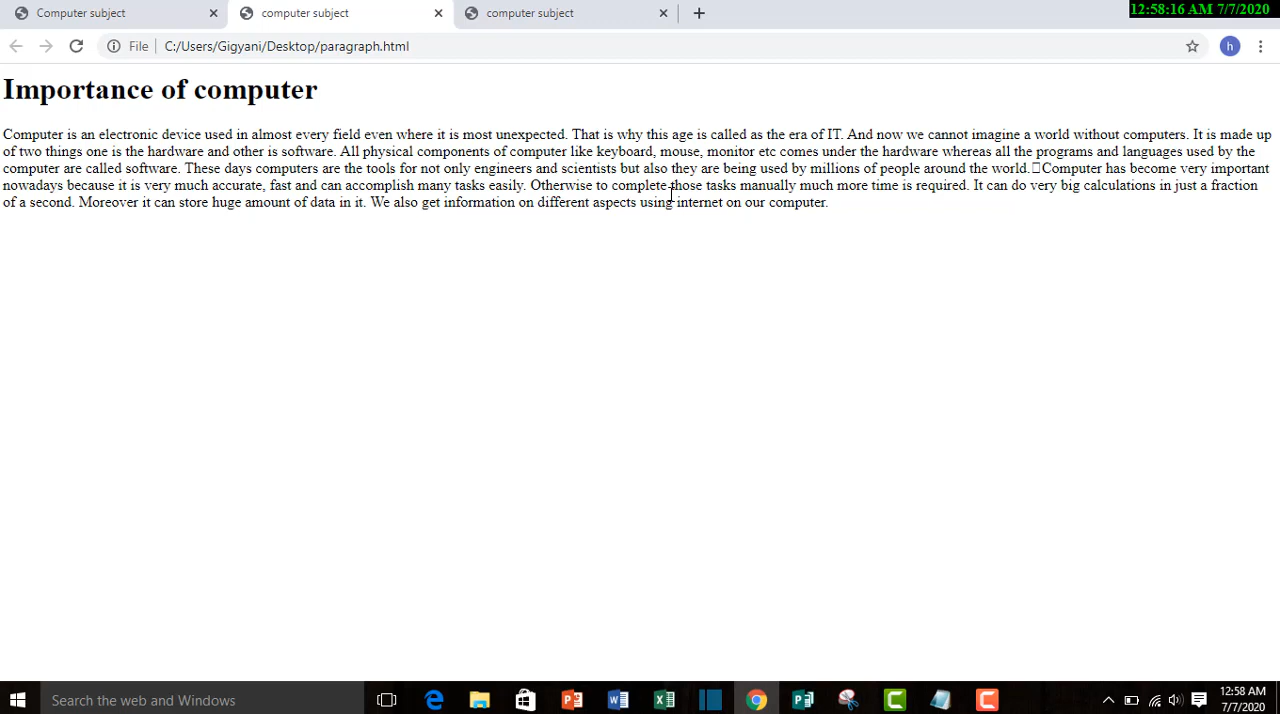 Computer subject
computer subject
computer subject
12:58:16 AM 7/7/2020
File
C:/Users/Gigyani/Desktop/paragraph.html
h
Importance of computer
Computer is an electronic device used in almost every field even where it is most unexpected. That is why this age is called as the era of IT. And now we cannot imagine a world without computers. It is made up
of two things one is the hardware and other is software. All physical components of computer like keyboard, mouse, monitor etc comes under the hardware whereas all the programs and languages used by the
computer are called software. These days computers are the tools for not only engineers and scientists but also they are being used by millions of people around the world. Computer has become very important
nowadays because it is very much accurate, fast and can accomplish many tasks easily. Otherwise to complete those tasks manually much more time is required. It can do very big calculations in just a fraction
of a second. Moreover it can store huge amount of data in it. We also get information on different aspects using internet on our computer.
Search the web and Windows
12:58 AM
7/7/2020